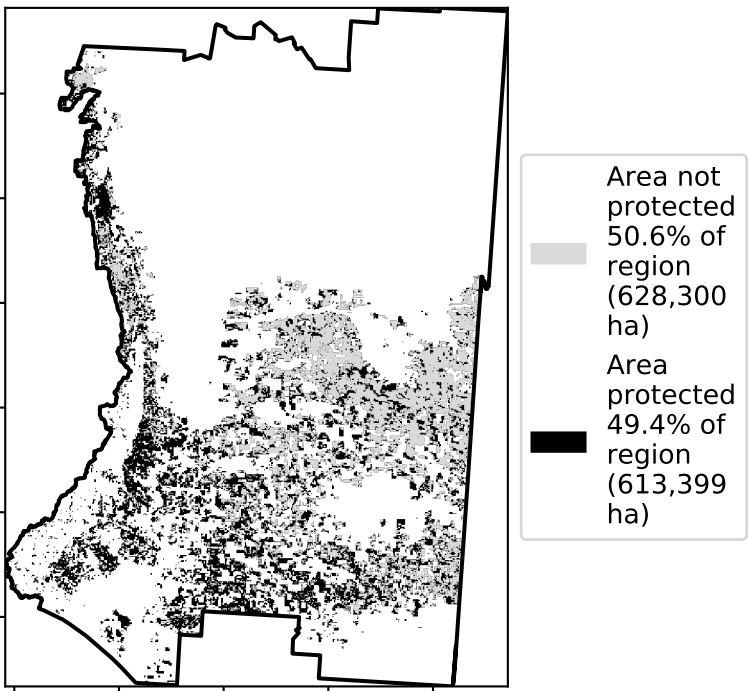 Area not
protected
50.6% of
region
(628,300
ha)
Area
protected
49.4% of
region
(613,399
ha)